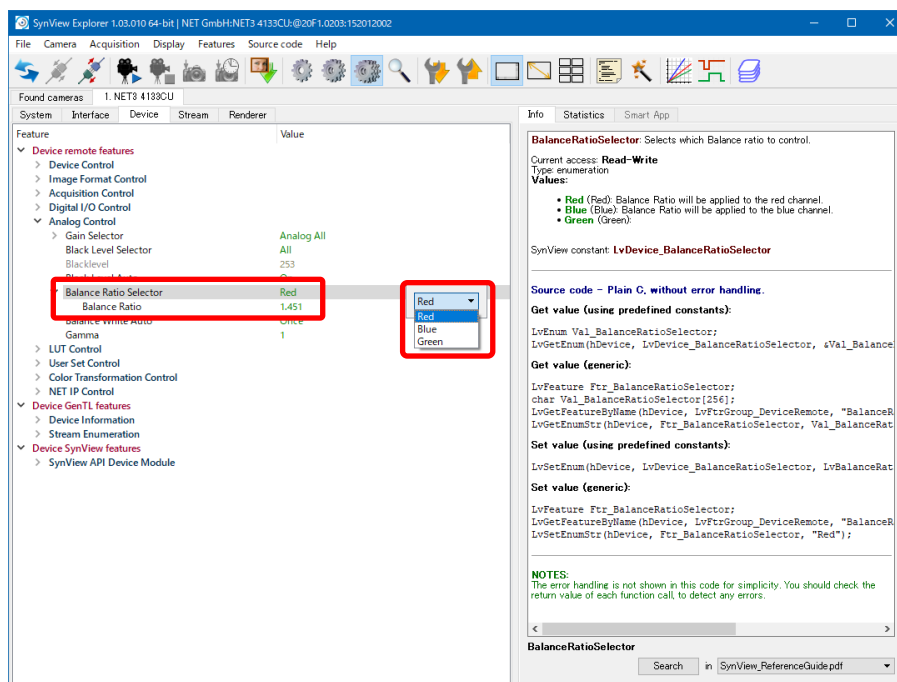 SynView Explorer 1.03.010 64-bit | NET GmbH:NET3 4133CU:@20F1.0203:152012002
File Camera Acquisition Display Features Source code Help
Found cameras 1. NET3 4133CU
System Interface Device Stream Renderer
Feature Value
Device remote features
Device Control
Image Format Control
Acquisition Control
Digital I/O Control
Analog Control
Gain Selector Analog All
Black Level Selector All
Blacklevel 253
Black Level Auto On
Balance Ratio Selector Red
Balance Ratio 1.451
Balance White Auto Once
Gamma 1
LUT Control
User Set Control
Color Transformation Control
NET IP Control
Device GenTL features
Device Information
Stream Enumeration
Device SynView features
SynView API Device Module
Red
Red
Blue
Green
Info Statistics Smart App
BalanceRatioSelector: Selects which Balance ratio to control.
Current access: Read-Write
Type: enumeration
Values:
• Red (Red): Balance Ratio will be applied to the red channel.
• Blue (Blue): Balance Ratio will be applied to the blue channel.
• Green (Green):
SynView constant: LvDevice_BalanceRatioSelector
Source code - Plain C, without error handling.
Get value (using predefined constants):
LvEnum Val_BalanceRatioSelector;
LvGetEnum(hDevice, LvDevice_BalanceRatioSelector, &Val_Balance
Get value (generic):
LvFeature Ftr_BalanceRatioSelector;
char Val_BalanceRatioSelector[256];
LvGetFeatureByName(hDevice, LvFtrGroup_DeviceRemote, "BalanceR
LvGetEnumStr(hDevice, Ftr_BalanceRatioSelector, Val_BalanceRat
Set value (using predefined constants):
LvSetEnum(hDevice, LvDevice_BalanceRatioSelector, LvBalanceRat
Set value (generic):
LvFeature Ftr_BalanceRatioSelector;
LvGetFeatureByName(hDevice, LvFtrGroup_DeviceRemote, "BalanceR
LvSetEnumStr(hDevice, Ftr_BalanceRatioSelector, "Red");
NOTES:
The error handling is not shown in this code for simplicity. You should check the
return value of each function call, to detect any errors.
BalanceRatioSelector
Search in SynView_ReferenceGuide.pdf